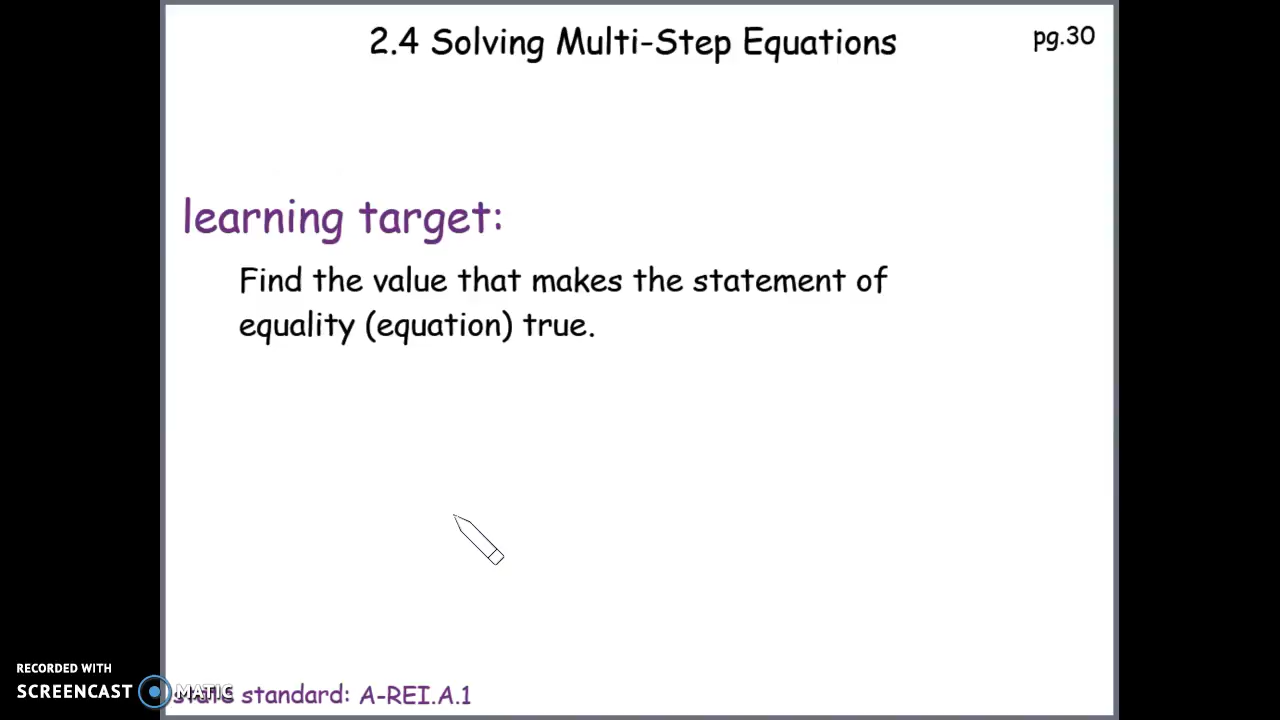 2.4 Solving Multi-Step Equations
pg.30
learning target:
Find the value that makes the statement of
equality (equation) true.
RECORDED WITH
SCREENCAST MATIC
standard: A-REI.A.1